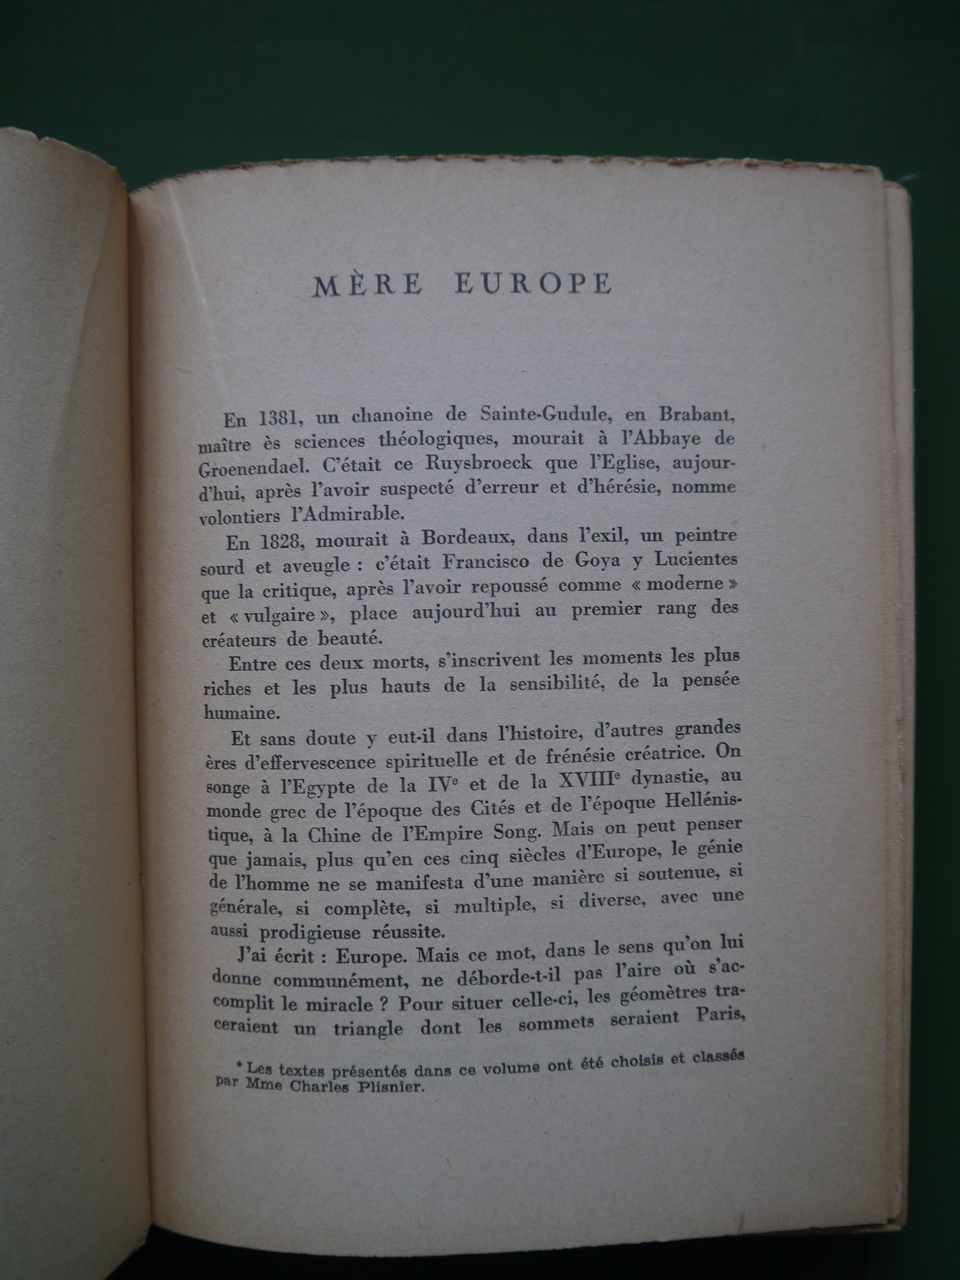 MÈRE EUROPE
En 1381, un chanoine de Sainte-Gudule, en Brabant,
maître ès sciences théologiques, mourait à l'Abbaye de
Groenendael. C'était ce Ruysbroeck que l'Eglise, aujour-
d'hui, après l'avoir suspecté d'erreur et d'hérésie, nomme
volontiers l'Admirable.
En 1828, mourait à Bordeaux, dans l'exil, un peintre
sourd et aveugle : c'était Francisco de Goya y Lucientes
que la critique, après l'avoir repoussé comme « moderne »
et « vulgaire », place aujourd'hui au premier rang des
créateurs de beauté.
Entre ces deux morts, s'inscrivent les moments les plus
riches et les plus hauts de la sensibilité, de la pensée
humaine.
Et sans doute y eut-il dans l'histoire, d'autres grandes
ères d'effervescence spirituelle et de frénésie créatrice. On
songe à l'Egypte de la IVe et de la XVIIIe dynastie, au
monde grec de l'époque des Cités et de l'époque Hellénis-
tique, à la Chine de l'Empire Song. Mais on peut penser
que jamais, plus qu'en ces cinq siècles d'Europe, le génie
de l'homme ne se manifesta d'une manière si soutenue, si
générale, si complète, si multiple, si diverse, avec une
aussi prodigieuse réussite.
J'ai écrit : Europe. Mais ce mot, dans le sens qu'on lui
donne communément, ne déborde-t-il pas l'aire où s'ac-
complit le miracle ? Pour situer celle-ci, les géomètres tra-
ceraient un triangle dont les sommets seraient Paris,
* Les textes présentés dans ce volume ont été choisis et classés
par Mme Charles Plisnier.